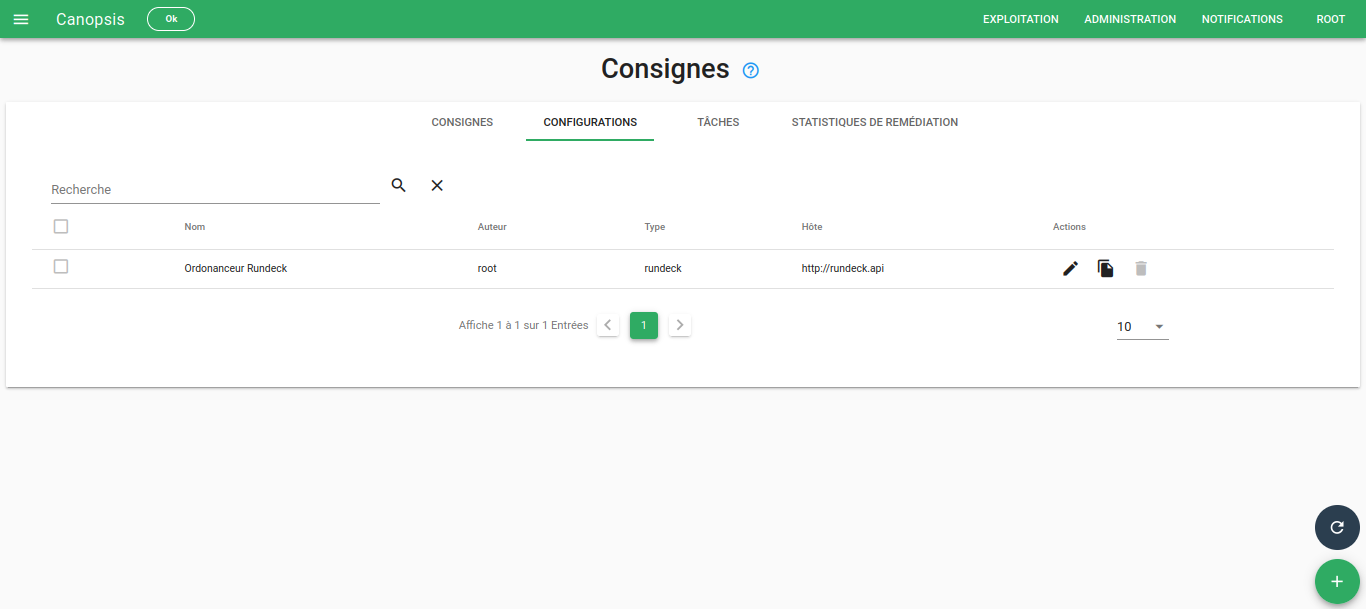 Canopsis Ok EXPLOITATION ADMINISTRATION NOTIFICATIONS ROOT
Consignes
CONSIGNES CONFIGURATIONS TÂCHES STATISTIQUES DE REMÉDIATION
Recherche
Nom Auteur Type Hôte Actions
Ordonanceur Rundeck root rundeck http://rundeck.api
Affiche 1 à 1 sur 1 Entrées 1 10